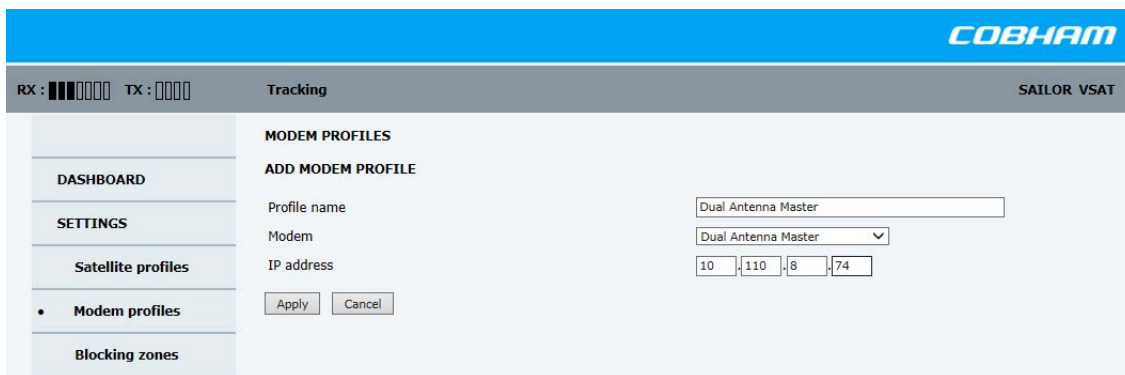 COBHAM
RX : TX : Tracking SAILOR VSAT
MODEM PROFILES
ADD MODEM PROFILE
DASHBOARD
SETTINGS
Satellite profiles
• Modem profiles
Blocking zones
Profile name Dual Antenna Master
Modem Dual Antenna Master
IP address 10 . 110 . 8 . 74
Apply Cancel